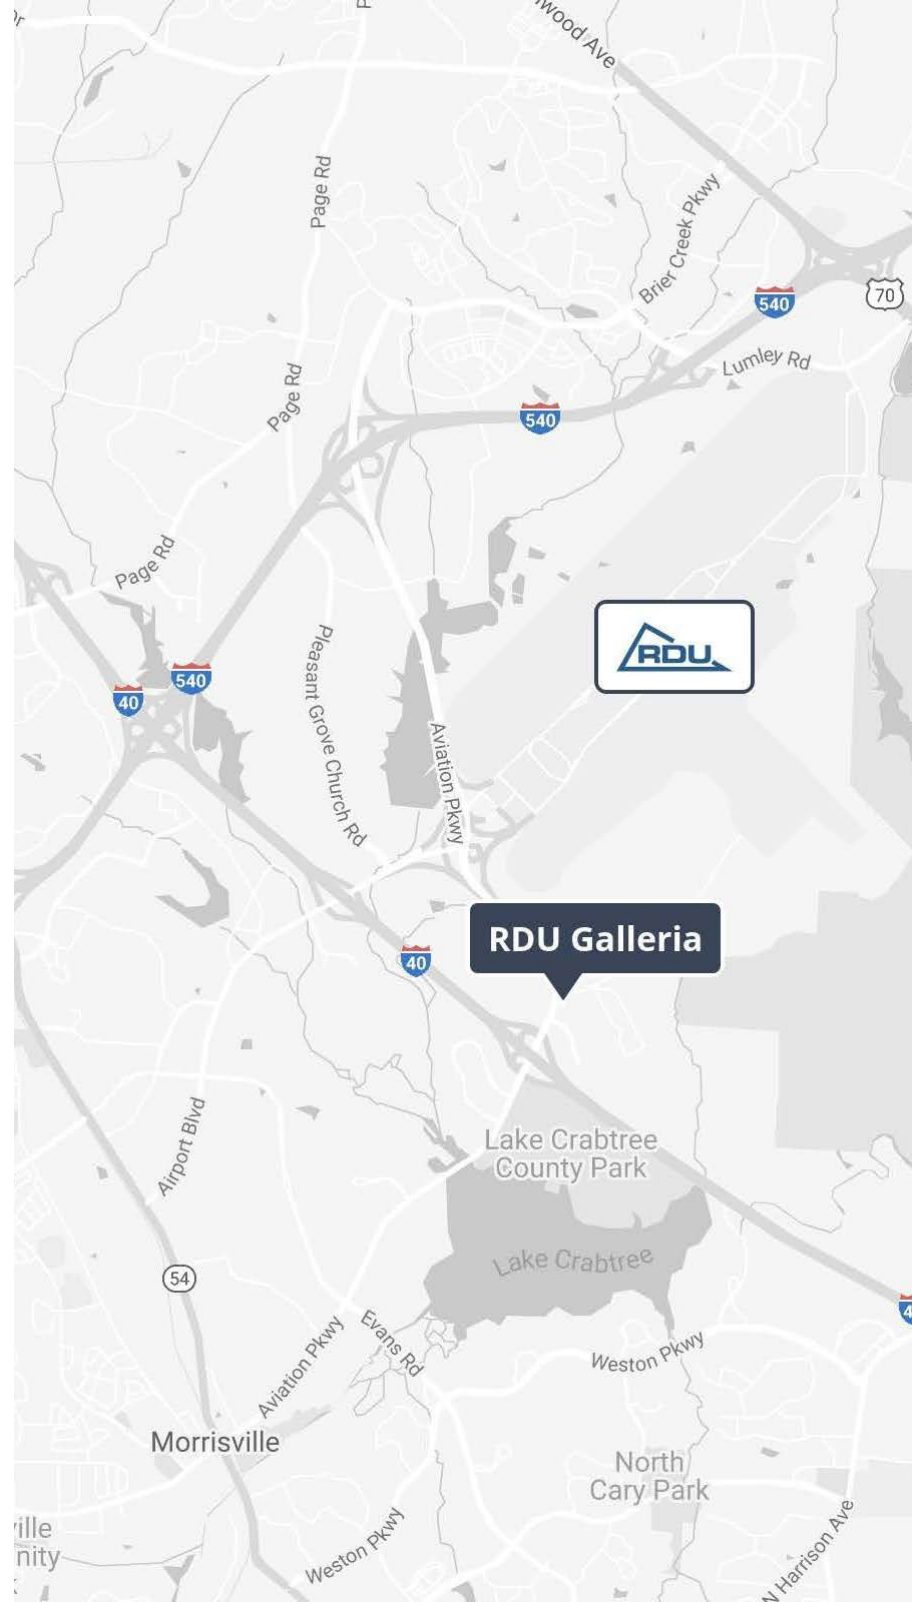 Page Rd
Brier Creek Pkwy
540
70
Lumley Rd
Page Rd
540
Page Rd
RDU
Pleasant Grove Church Rd
540
40
Aviation Pkwy
RDU Galleria
40
Airport Blvd
Lake Crabtree
County Park
Lake Crabtree
54
Aviation Pkwy
Evans Rd
Weston Pkwy
Morrisville
North
Cary Park
Weston Pkwy
N Harrison Ave